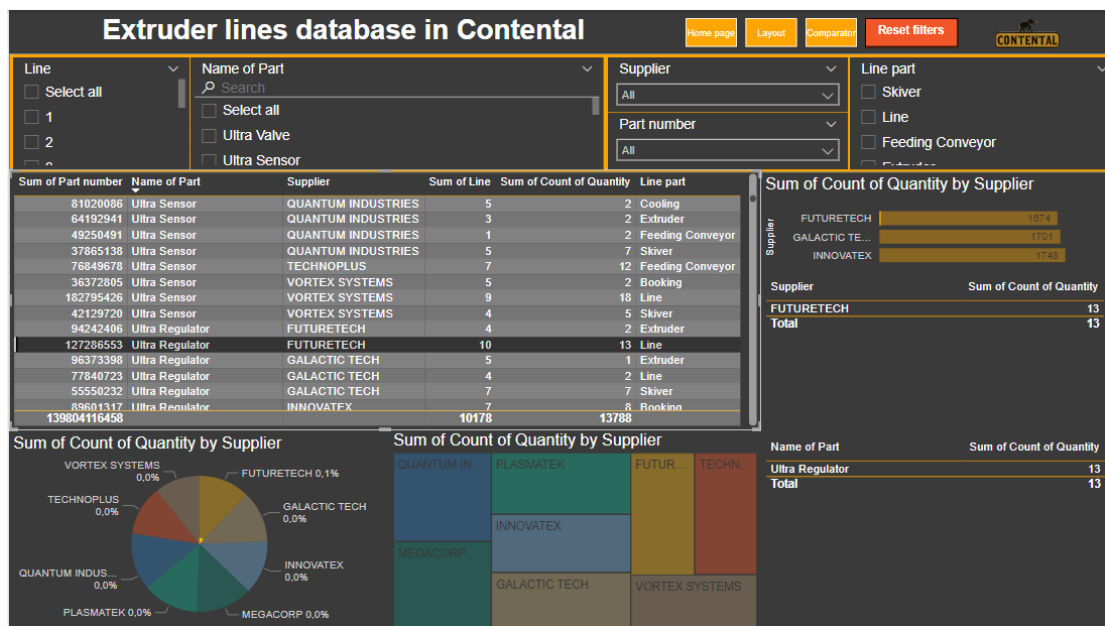 Extruder lines database in Contental
Home page
Layout
Comparator
Reset filters
CONTENTAL
Line
Select all
1
2
Name of Part
Search
Select all
Ultra Valve
Ultra Sensor
Supplier
All
Part number
All
Line part
Skiver
Line
Feeding Conveyor
Extruder
Sum of Part number Name of Part Supplier Sum of Line Sum of Count of Quantity Line part
81020086 Ultra Sensor QUANTUM INDUSTRIES 5 2 Cooling
64192941 Ultra Sensor QUANTUM INDUSTRIES 3 2 Extruder
49250491 Ultra Sensor QUANTUM INDUSTRIES 1 2 Feeding Conveyor
37865138 Ultra Sensor QUANTUM INDUSTRIES 5 7 Skiver
76849678 Ultra Sensor TECHNOPLUS 7 12 Feeding Conveyor
36372805 Ultra Sensor VORTEX SYSTEMS 5 2 Booking
182795426 Ultra Sensor VORTEX SYSTEMS 9 18 Line
42129720 Ultra Sensor VORTEX SYSTEMS 4 5 Skiver
94242406 Ultra Regulator FUTURETECH 4 2 Extruder
127286553 Ultra Regulator FUTURETECH 10 13 Line
96373398 Ultra Regulator GALACTIC TECH 5 1 Extruder
77840723 Ultra Regulator GALACTIC TECH 4 2 Line
55550232 Ultra Regulator GALACTIC TECH 7 7 Skiver
89601317 Ultra Regulator INNOVATEX 7 8 Booking
139804116458 10178 13788
Sum of Count of Quantity by Supplier
Supplier
FUTURETECH 1674
GALACTIC TE... 1701
INNOVATEX 1748
Supplier Sum of Count of Quantity
FUTURETECH 13
Total 13
Sum of Count of Quantity by Supplier
VORTEX SYSTEMS
0,0%
FUTURETECH 0,1%
TECHNOPLUS
0,0%
GALACTIC TECH
0,0%
INNOVATEX
0,0%
QUANTUM INDUS...
0,0%
PLASMATEK 0,0%
MEGACORP 0,0%
Sum of Count of Quantity by Supplier
QUANTUM IN...
PLASMATEK
FUTUR...
TECHN...
INNOVATEX
MEGACORP
GALACTIC TECH
VORTEX SYSTEMS
Name of Part Sum of Count of Quantity
Ultra Regulator 13
Total 13